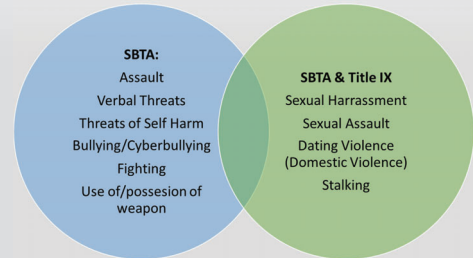 SBTA:
Assault
Verbal Threats
Threats of Self Harm
Bullying/Cyberbullying
Fighting
Use of/possesion of
weapon
SBTA & Title IX
Sexual Harrassment
Sexual Assault
Dating Violence
(Domestic Violence)
Stalking